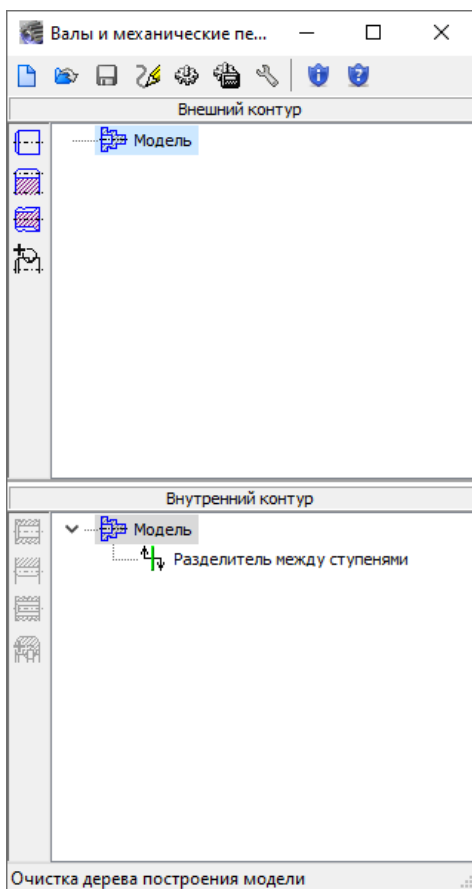 Валы и механические пе...
Внешний контур
Модель
Внутренний контур
Модель
Разделитель между ступенями
Очистка дерева построения модели